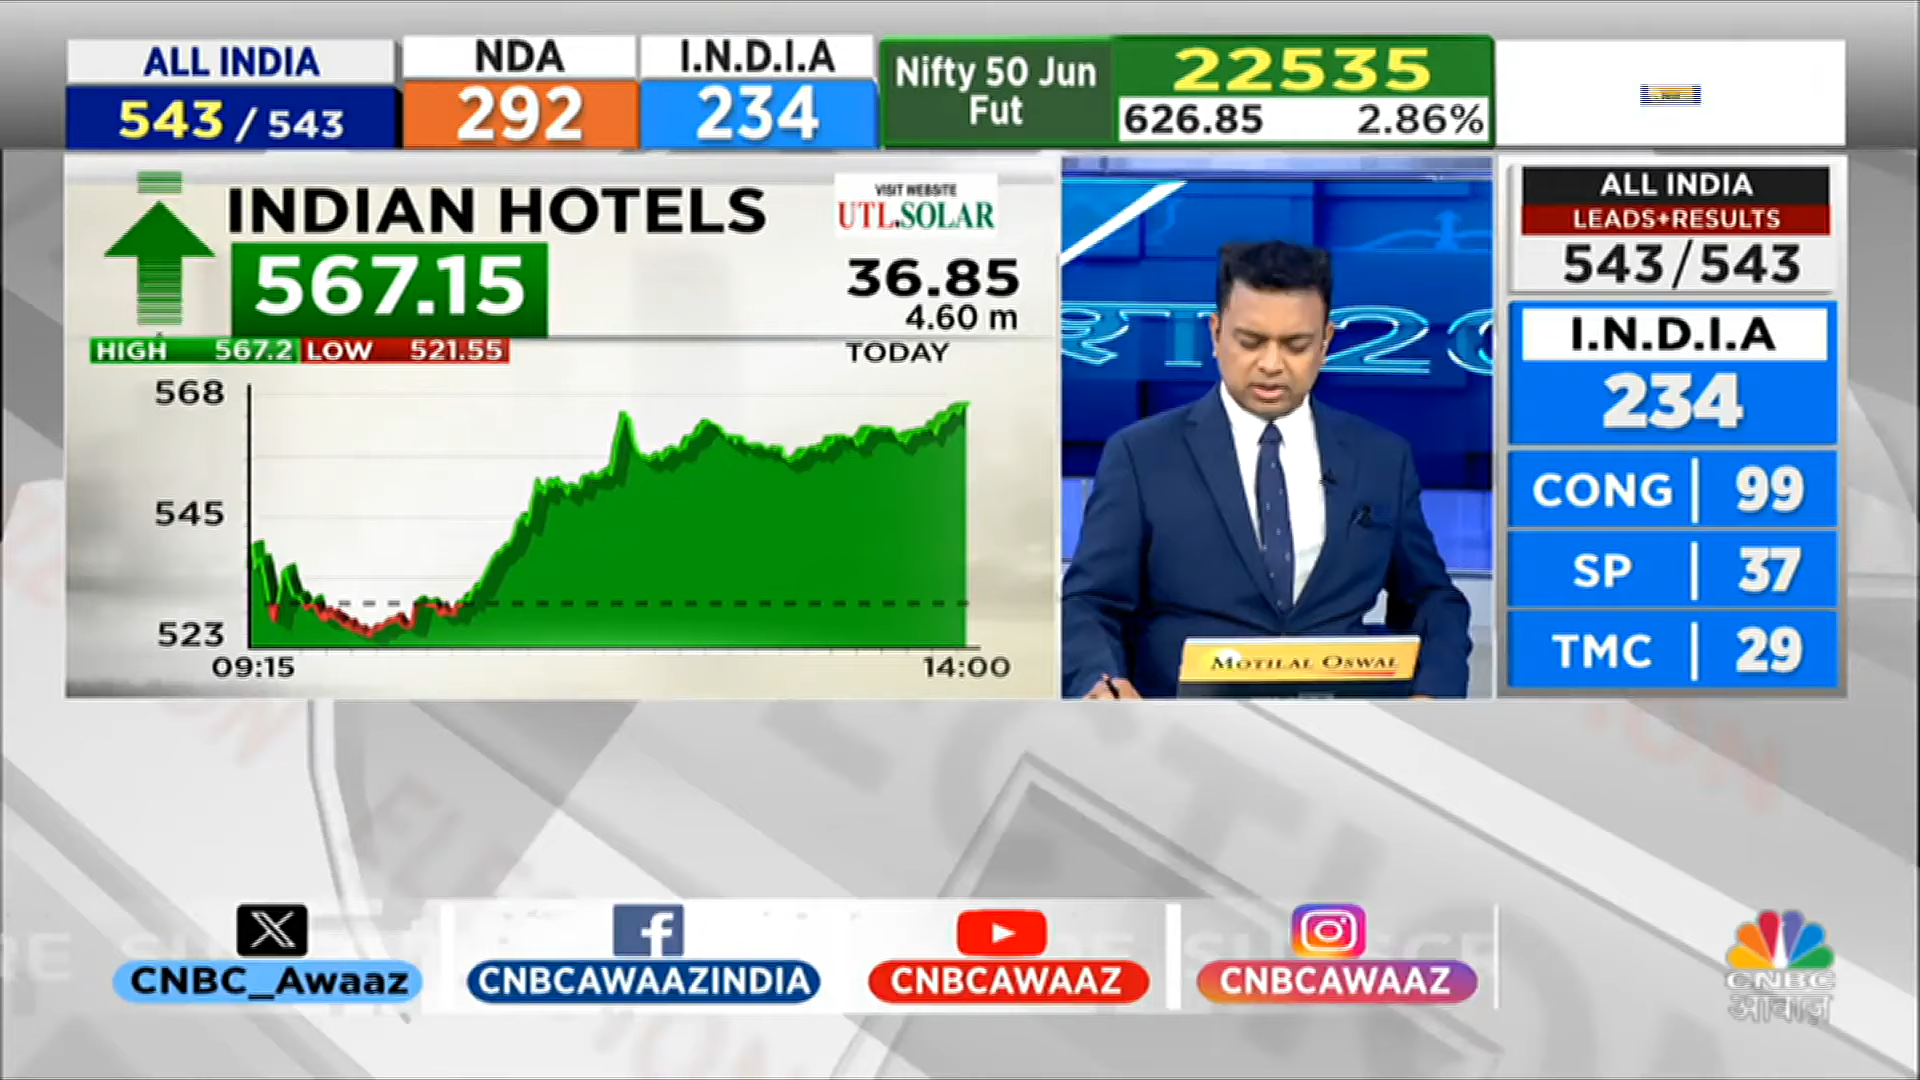 ALL INDIA
543 / 543
NDA
292
I.N.D.I.A
234
Nifty 50 Jun
Fut
22535
626.85 2.86%
INDIAN HOTELS
567.15
VISIT WEBSITE
UTL.SOLAR
36.85
4.60 m
TODAY
HIGH 567.2 LOW 521.55
568
545
523
09:15 14:00
MOTILAL OSWAL
ALL INDIA
LEADS+RESULTS
543/543
I.N.D.I.A
234
CONG | 99
SP | 37
TMC | 29
CNBC_Awaaz
CNBCAWAAZINDIA
CNBCAWAAZ
CNBCAWAAZ
CNBC
आवाज़